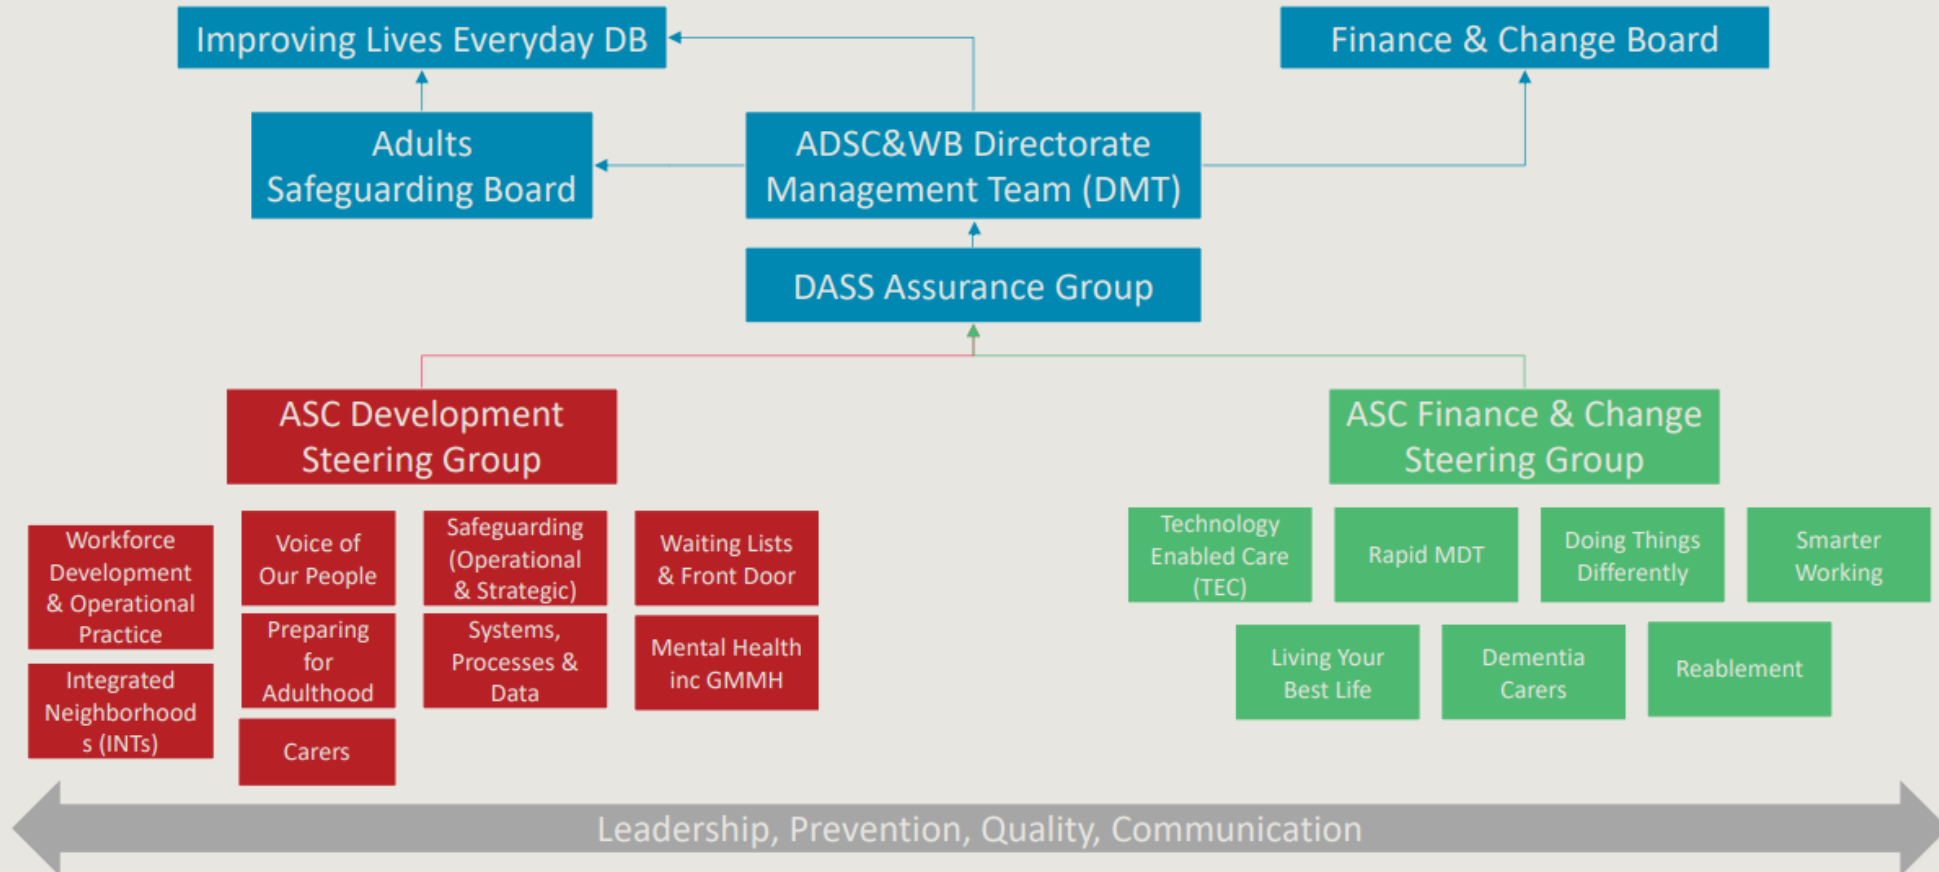 Improving Lives Everyday DB
Finance & Change Board
Adults
Safeguarding Board
ADSC&WB Directorate
Management Team (DMT)
DASS Assurance Group
ASC Development
Steering Group
ASC Finance & Change
Steering Group
Workforce
Development
& Operational
Practice
Voice of
Our People
Safeguarding
(Operational
& Strategic)
Waiting Lists
& Front Door
Integrated
Neighborhood
s (INTs)
Preparing
for
Adulthood
Systems,
Processes &
Data
Mental Health
inc GMMH
Carers
Technology
Enabled Care
(TEC)
Rapid MDT
Doing Things
Differently
Smarter
Working
Living Your
Best Life
Dementia
Carers
Reablement
Leadership, Prevention, Quality, Communication